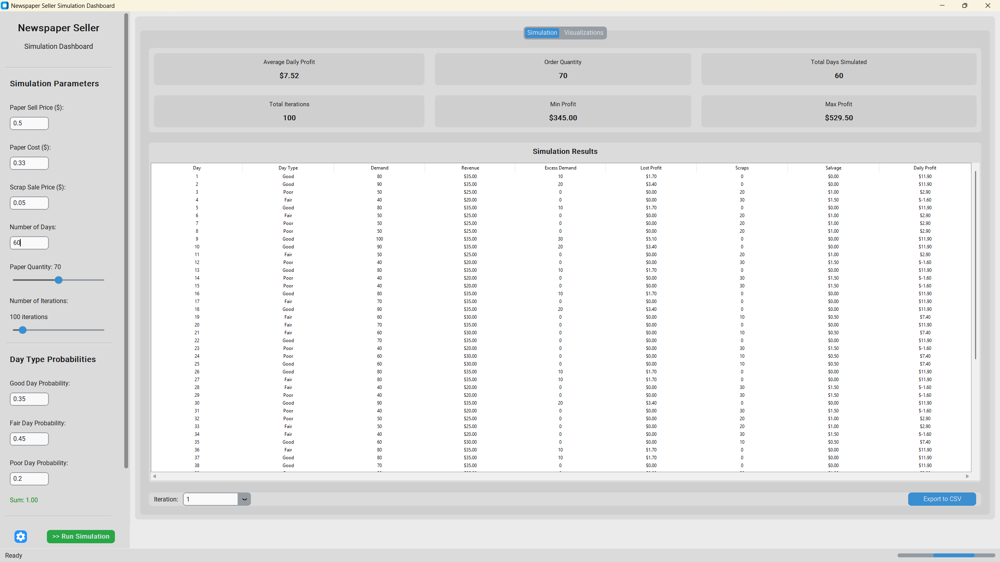 Newspaper Seller Simulation Dashboard
Newspaper Seller
Simulation Dashboard
Simulation Parameters
Paper Sell Price ($):
0.5
Paper Cost ($):
0.33
Scrap Sale Price ($):
0.05
Number of Days:
60
Paper Quantity: 70
Number of Iterations:
100 iterations
Day Type Probabilities
Good Day Probability:
0.35
Fair Day Probability:
0.45
Poor Day Probability:
0.2
Sum: 1.00
>> Run Simulation
Ready
Simulation Visualizations
Average Daily Profit
$7.52
Order Quantity
70
Total Days Simulated
60
Total Iterations
100
Min Profit
$345.00
Max Profit
$529.50
Simulation Results
Day Day Type Demand Revenue Excess Demand Lost Profit Scraps Salvage Daily Profit
1 Good 80 $35.00 10 $1.70 0 $0.00 $11.90
2 Good 90 $35.00 20 $3.40 0 $0.00 $11.90
3 Poor 50 $25.00 0 $0.00 20 $1.00 $2.90
4 Fair 40 $20.00 0 $0.00 30 $1.50 $-1.60
5 Good 80 $35.00 10 $1.70 0 $0.00 $11.90
6 Fair 50 $25.00 0 $0.00 20 $1.00 $2.90
7 Poor 50 $25.00 0 $0.00 20 $1.00 $2.90
8 Poor 50 $25.00 0 $0.00 20 $1.00 $2.90
9 Good 100 $35.00 30 $5.10 0 $0.00 $11.90
10 Good 90 $35.00 20 $3.40 0 $0.00 $11.90
11 Fair 50 $25.00 0 $0.00 20 $1.00 $2.90
12 Poor 40 $20.00 0 $0.00 30 $1.50 $-1.60
13 Good 80 $35.00 10 $1.70 0 $0.00 $11.90
14 Poor 40 $20.00 0 $0.00 30 $1.50 $-1.60
15 Poor 40 $20.00 0 $0.00 30 $1.50 $-1.60
16 Good 80 $35.00 10 $1.70 0 $0.00 $11.90
17 Fair 70 $35.00 0 $0.00 0 $0.00 $11.90
18 Good 90 $35.00 20 $3.40 0 $0.00 $11.90
19 Fair 60 $30.00 0 $0.00 10 $0.50 $7.40
20 Fair 70 $35.00 0 $0.00 0 $0.00 $11.90
21 Fair 60 $30.00 0 $0.00 10 $0.50 $7.40
22 Good 70 $35.00 0 $0.00 0 $0.00 $11.90
23 Poor 40 $20.00 0 $0.00 30 $1.50 $-1.60
24 Poor 60 $30.00 0 $0.00 10 $0.50 $7.40
25 Good 60 $30.00 0 $0.00 10 $0.50 $7.40
26 Good 80 $35.00 10 $1.70 0 $0.00 $11.90
27 Fair 80 $35.00 10 $1.70 0 $0.00 $11.90
28 Fair 40 $20.00 0 $0.00 30 $1.50 $-1.60
29 Poor 40 $20.00 0 $0.00 30 $1.50 $-1.60
30 Good 90 $35.00 20 $3.40 0 $0.00 $11.90
31 Poor 40 $20.00 0 $0.00 30 $1.50 $-1.60
32 Poor 50 $25.00 0 $0.00 20 $1.00 $2.90
33 Fair 50 $25.00 0 $0.00 20 $1.00 $2.90
34 Fair 40 $20.00 0 $0.00 30 $1.50 $-1.60
35 Good 60 $30.00 0 $0.00 10 $0.50 $7.40
36 Fair 80 $35.00 10 $1.70 0 $0.00 $11.90
37 Good 80 $35.00 10 $1.70 0 $0.00 $11.90
38 Good 70 $35.00 0 $0.00 0 $0.00 $11.90
Iteration: 1
Export to CSV